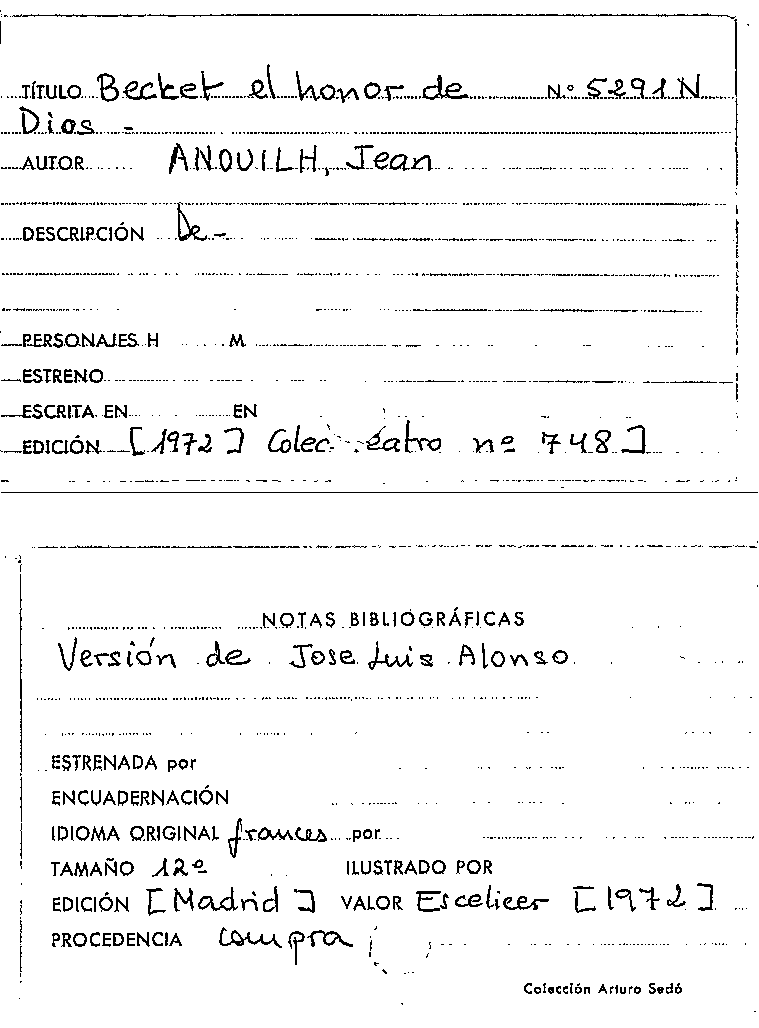 TÍTULO Becket el honor de Nº 5291N
Dios -
AUTOR ANOUILH, Jean
DESCRIPCIÓN De -
PERSONAJES H M
ESTRENO
ESCRITA EN EN
EDICIÓN [1972] Colec. eatro nº 748]
NOTAS BIBLIOGRÁFICAS
Versión de Jose Luis Alonso
ESTRENADA por
ENCUADERNACIÓN
IDIOMA ORIGINAL frances por
TAMAÑO 12º ILUSTRADO POR
EDICIÓN [Madrid] VALOR Escelicer [1972]
PROCEDENCIA compra
Colección Arturo Sedó